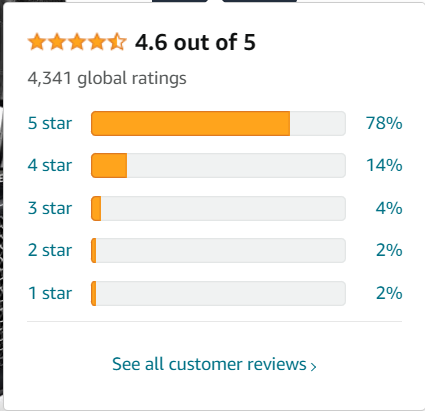 4.6 out of 5
4,341 global ratings
5 star 78%
4 star 14%
3 star 4%
2 star 2%
1 star 2%
See all customer reviews ›